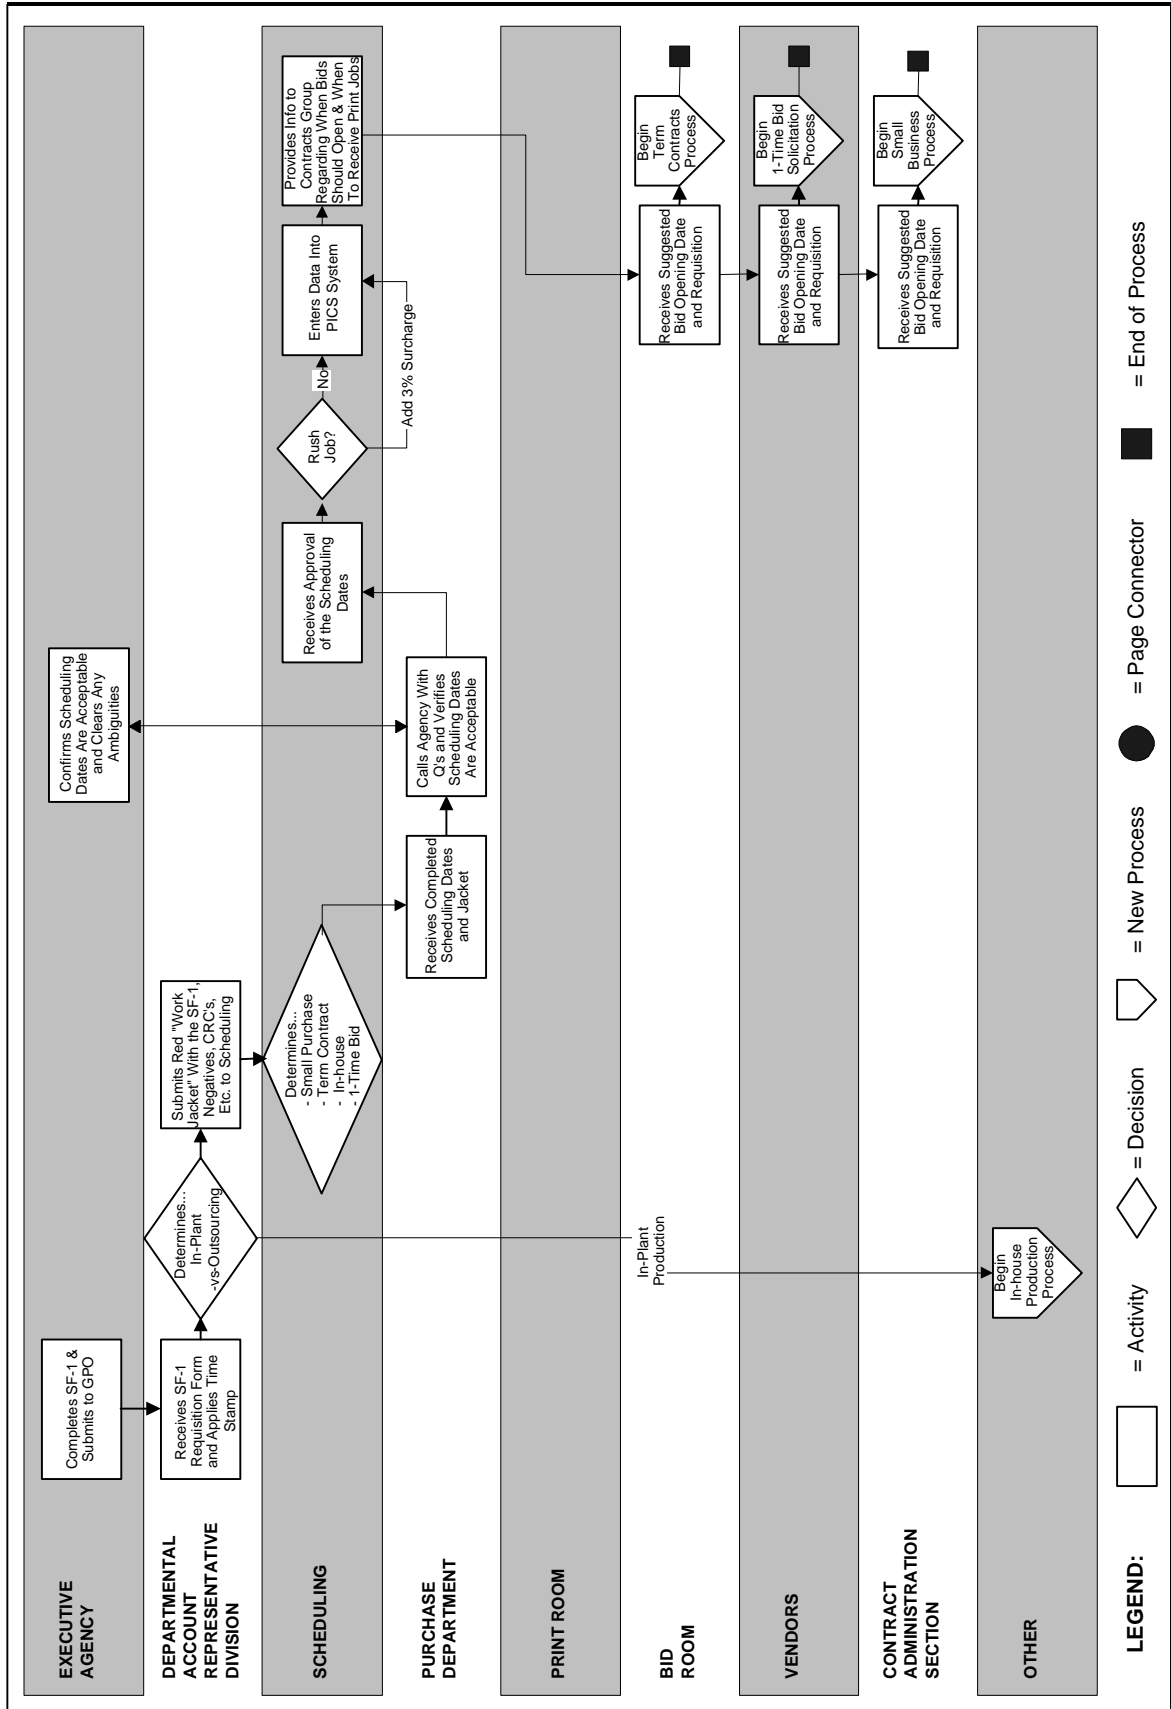 EXECUTIVE
AGENCY
Completes SF-1 &
Submits to GPO
Confirms Scheduling
Dates Are Acceptable
and Clears Any
Ambiguities
DEPARTMENTAL
ACCOUNT
REPRESENTATIVE
DIVISION
Receives SF-1
Requisition Form
and Applies Time
Stamp
Determines...
In-Plant
-vs-Outsourcing
Submits Red "Work
Jacket" With the SF-1,
Negatives, CRC's,
Etc. to Scheduling
SCHEDULING
Determines...
- Small Purchase
- Term Contract
- In-house
- 1-Time Bid
Receives Approval
of the Scheduling
Dates
Rush
Job?
No
Add 3% Surcharge
Enters Data Into
PICS System
Provides Info to
Contracts Group
Regarding When Bids
Should Open & When
To Receive Print Jobs
PURCHASE
DEPARTMENT
Receives Completed
Scheduling Dates
and Jacket
Calls Agency With
Q's and Verifies
Scheduling Dates
Are Acceptable
PRINT ROOM
BID
ROOM
In-Plant
Production
Receives Suggested
Bid Opening Date
and Requisition
Begin
Term
Contracts
Process
VENDORS
Receives Suggested
Bid Opening Date
and Requisition
Begin
1-Time Bid
Solicitation
Process
CONTRACT
ADMINISTRATION
SECTION
Receives Suggested
Bid Opening Date
and Requisition
Begin
Small
Business
Process
OTHER
Begin
In-house
Production
Process
LEGEND:
= Activity
= Decision
= New Process
= Page Connector
= End of Process